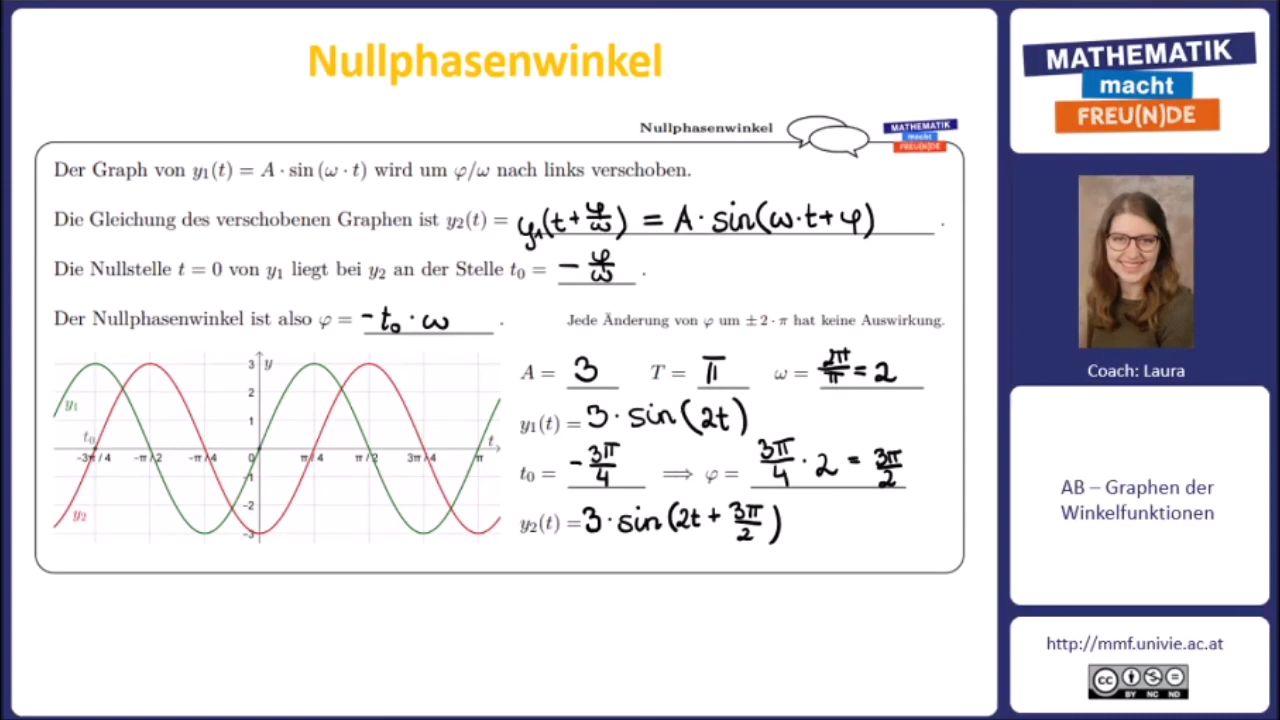 Nullphasenwinkel
MATHEMATIK
macht
FREU(N)DE
Nullphasenwinkel
MATHEMATIK
macht
FREU(N)DE
Der Graph von y₁(t) = A · sin (ω · t) wird um φ/ω nach links verschoben.
Die Gleichung des verschobenen Graphen ist y₂(t) = y₁(t + φ/ω) = A · sin(ω · t + φ) .
Die Nullstelle t = 0 von y₁ liegt bei y₂ an der Stelle t₀ = − φ/ω .
Der Nullphasenwinkel ist also φ = −t₀ · ω .
Jede Änderung von φ um ± 2 · π hat keine Auswirkung.
3 y
2
1
0
-1
-2
-3
y₁
y₂
t₀
t
-3π/4 -π/2 -π/4 π/4 π/2 3π/4 π
A = 3 T = π ω = 2π/π = 2
y₁(t) = 3 · sin(2t)
t₀ = − 3π/4 ⟹ φ = 3π/4 · 2 = 3π/2
y₂(t) = 3 · sin(2t + 3π/2)
Coach: Laura
AB – Graphen der
Winkelfunktionen
http://mmf.univie.ac.at
cc
BY NC ND